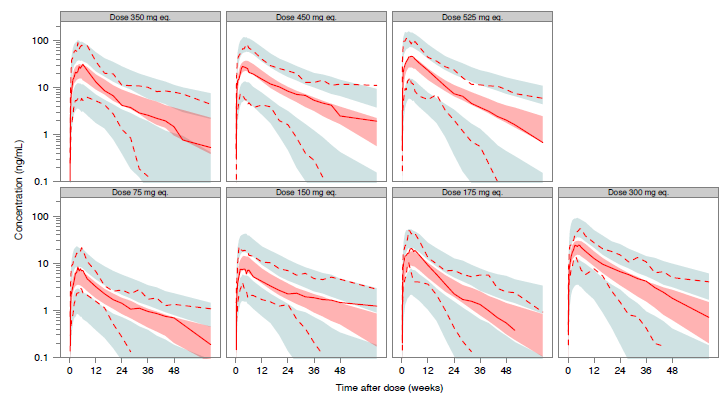 Dose 350 mg eq. Dose 450 mg eq. Dose 525 mg eq.
100
10
1
0.1
Dose 75 mg eq. Dose 150 mg eq. Dose 175 mg eq. Dose 300 mg eq.
100
10
1
0.1
0 12 24 36 48 0 12 24 36 48 0 12 24 36 48 0 12 24 36 48
Concentration (ng/mL)
Time after dose (weeks)